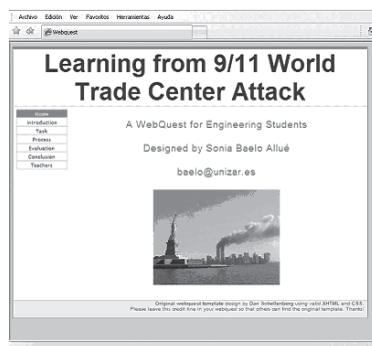 Archivo Edición Ver Favoritos Herramientas Ayuda
Webquest
Learning from 9/11 World
Trade Center Attack
Home
Introduction
Task
Process
Evaluation
Conclusion
Teachers
A WebQuest for Engineering Students
Designed by Sonia Baelo Allué
baelo@unizar.es
Original webquest template design by Dan Schellenberg using valid XHTML and CSS.
Please leave this credit line in your webquest so that others can find the original template. Thanks!